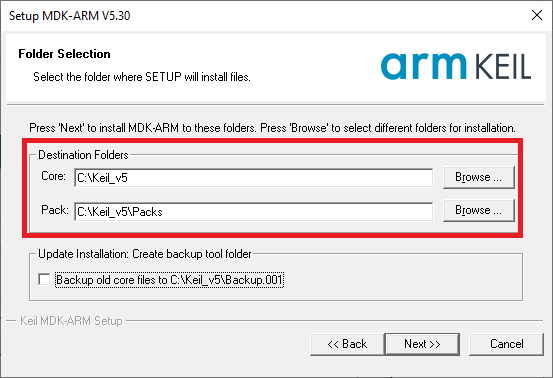 Setup MDK-ARM V5.30
Folder Selection
Select the folder where SETUP will install files.
arm KEIL
Press 'Next' to install MDK-ARM to these folders. Press 'Browse' to select different folders for installation.
Destination Folders
Core: C:\Keil_v5 Browse ...
Pack: C:\Keil_v5\Packs Browse ...
Update Installation: Create backup tool folder
Backup old core files to C:\Keil_v5\Backup.001
Keil MDK-ARM Setup
<< Back Next >> Cancel